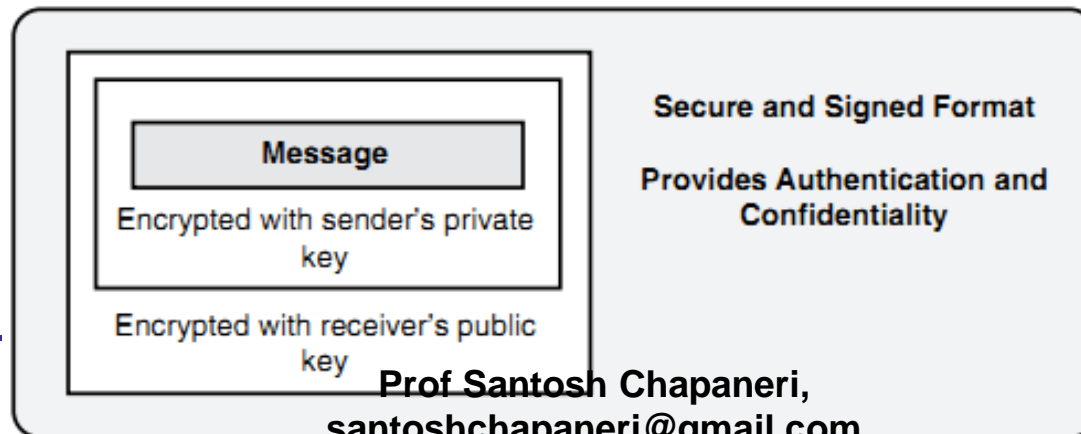 Message
Encrypted with sender's private
key
Encrypted with receiver's public
key
Secure and Signed Format
Provides Authentication and
Confidentiality
Prof Santosh Chapaneri,
santoshchapaneri@gmail.com